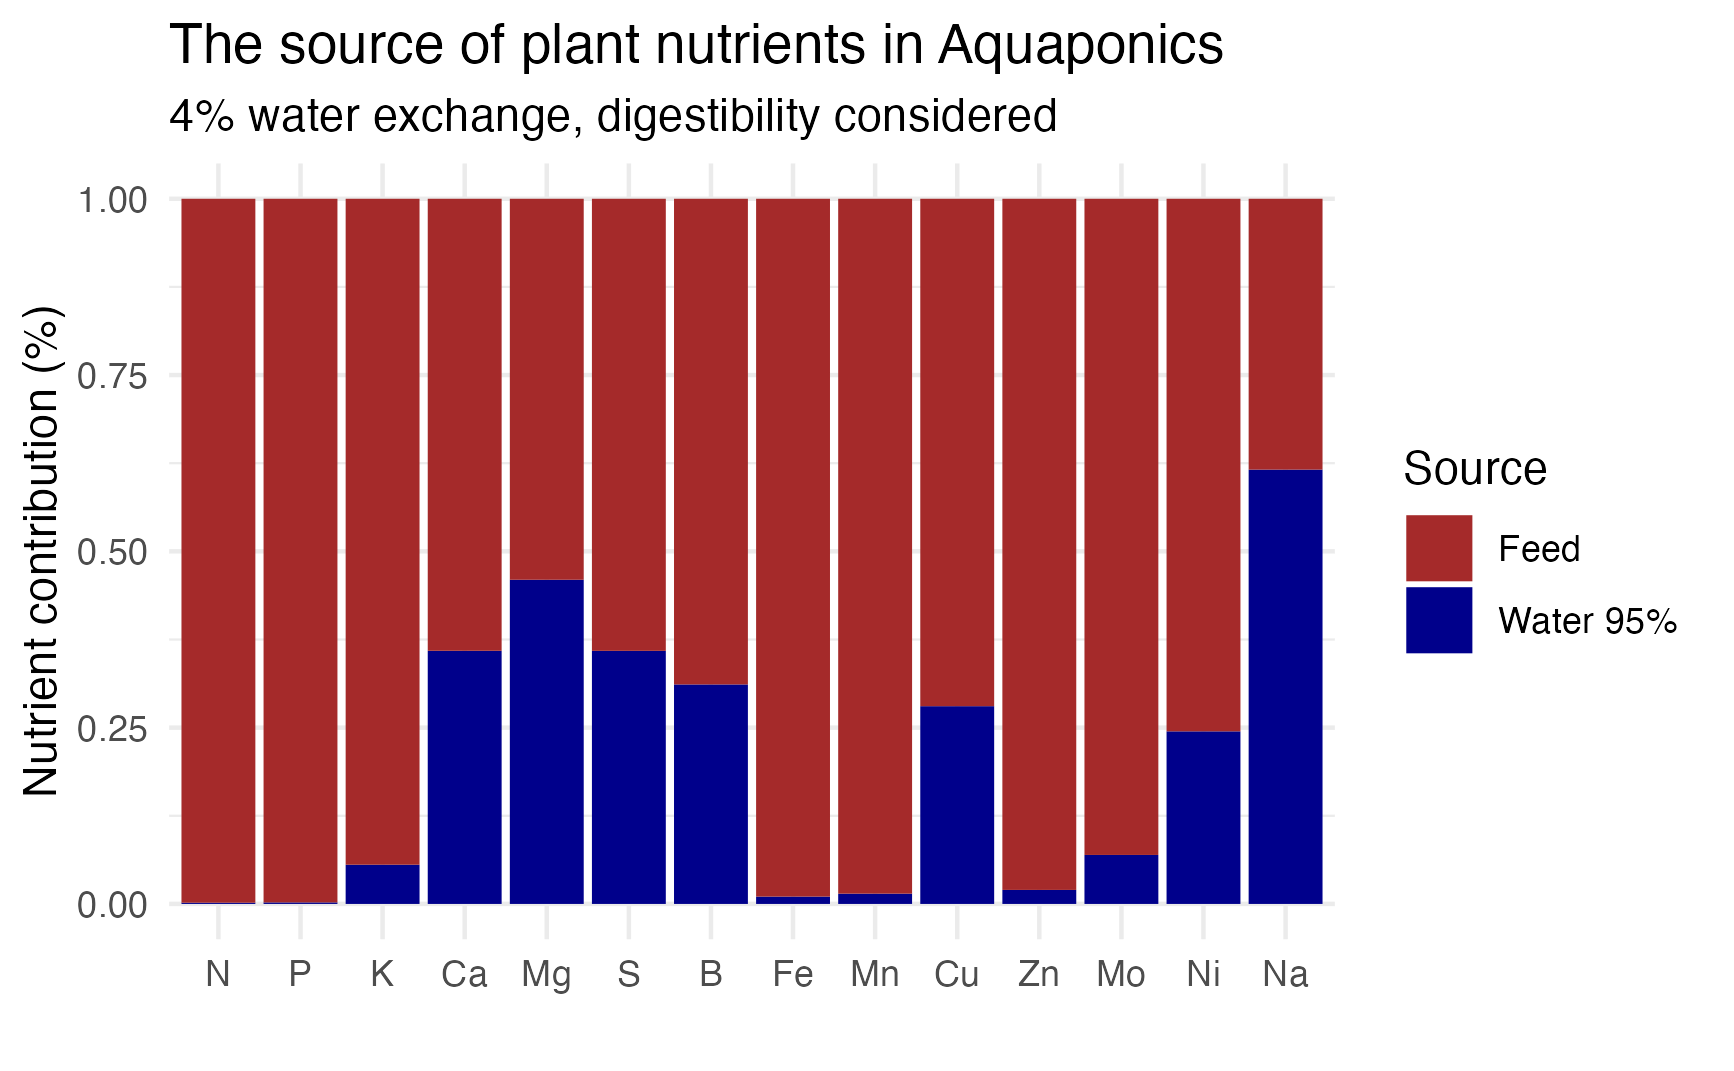 The source of plant nutrients in Aquaponics
4% water exchange, digestibility considered
Nutrient contribution (%)
1.00
0.75
0.50
0.25
0.00
N P K Ca Mg S B Fe Mn Cu Zn Mo Ni Na
Source
Feed
Water 95%